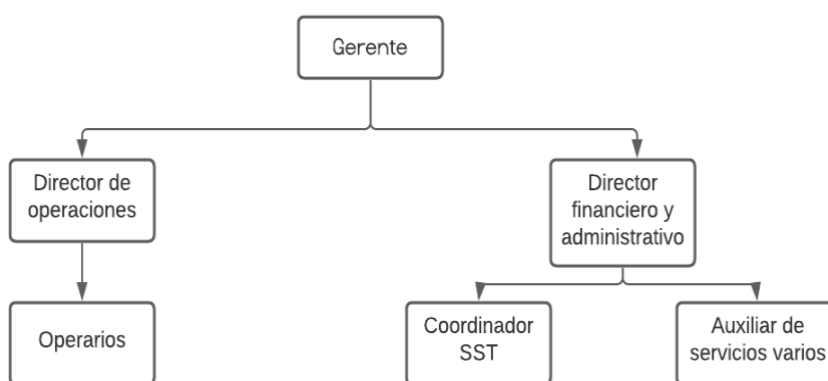 Gerente
Director de
operaciones
Director
financiero y
administrativo
Operarios
Coordinador
SST
Auxiliar de
servicios varios